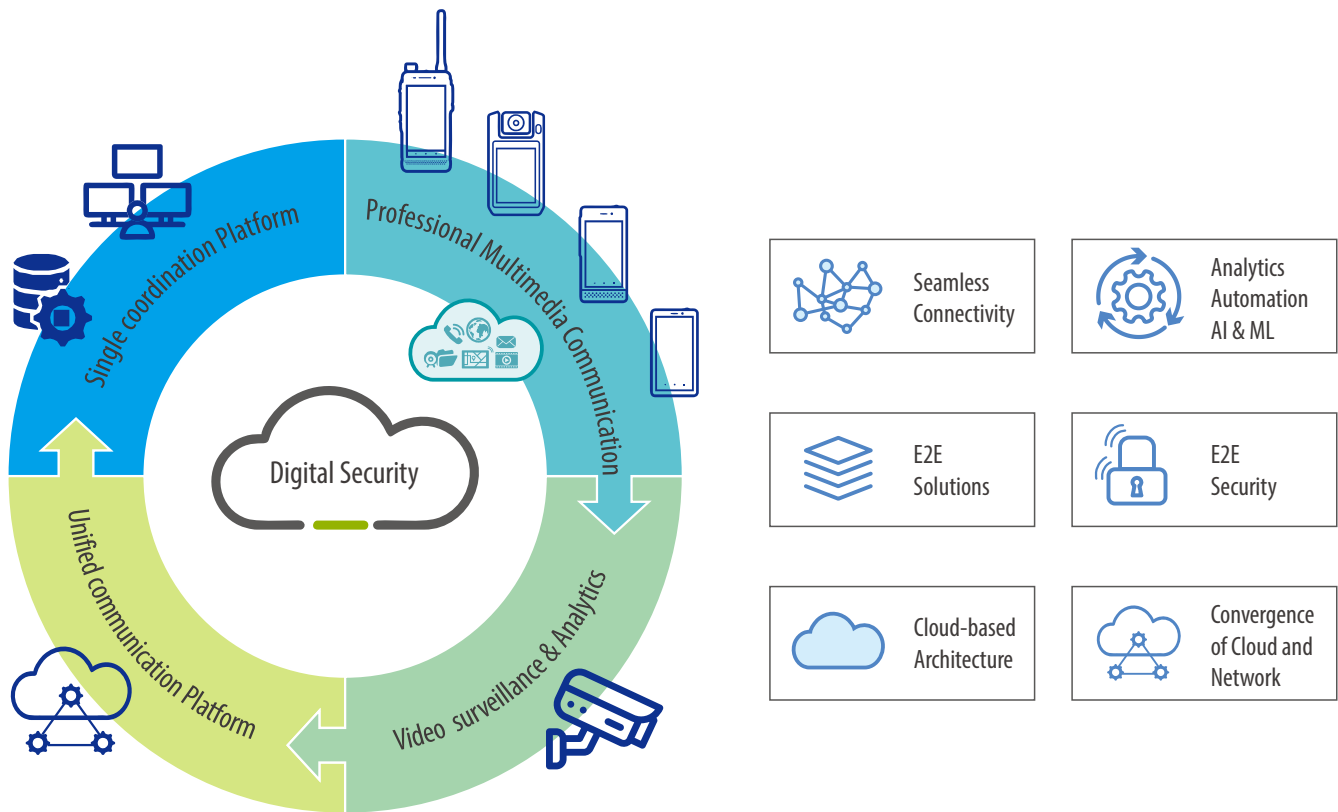 Single coordination Platform
Professional Multimedia Communication
Digital Security
Unified communication Platform
Video surveillance & Analytics
Seamless
Connectivity
Analytics
Automation
AI & ML
E2E
Solutions
E2E
Security
Cloud-based
Architecture
Convergence
of Cloud and
Network